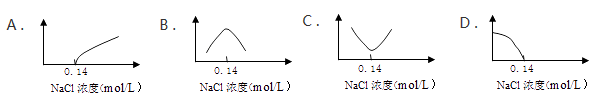 A. B. C. D.
0.14 0.14 0.14 0.14
NaCl 浓度(mol/L) NaCl 浓度(mol/L) NaCl 浓度(mol/L) NaCl 浓度(mol/L)